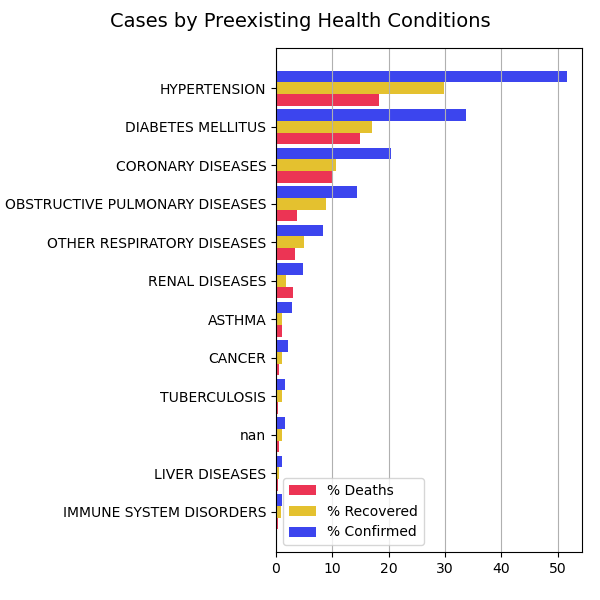 Cases by Preexisting Health Conditions
HYPERTENSION
DIABETES MELLITUS
CORONARY DISEASES
OBSTRUCTIVE PULMONARY DISEASES
OTHER RESPIRATORY DISEASES
RENAL DISEASES
ASTHMA
CANCER
TUBERCULOSIS
nan
LIVER DISEASES
IMMUNE SYSTEM DISORDERS
% Deaths
% Recovered
% Confirmed
0 10 20 30 40 50